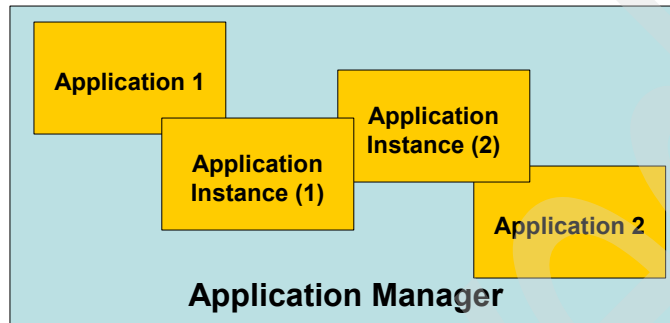 Application 1
Application
Instance (2)
Application
Instance (1)
Application 2
Application Manager